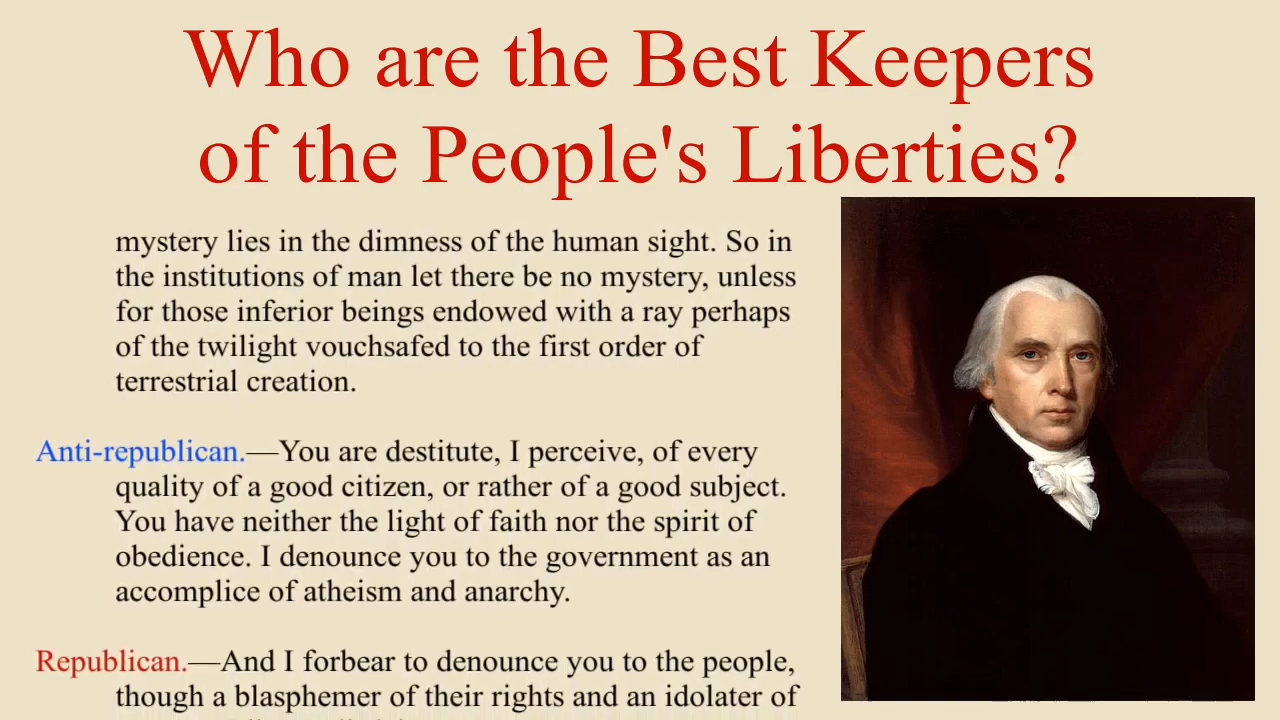 Who are the Best Keepers
of the People's Liberties?
mystery lies in the dimness of the human sight. So in
the institutions of man let there be no mystery, unless
for those inferior beings endowed with a ray perhaps
of the twilight vouchsafed to the first order of
terrestrial creation.
Anti-republican.—You are destitute, I perceive, of every
quality of a good citizen, or rather of a good subject.
You have neither the light of faith nor the spirit of
obedience. I denounce you to the government as an
accomplice of atheism and anarchy.
Republican.—And I forbear to denounce you to the people,
though a blasphemer of their rights and an idolater of